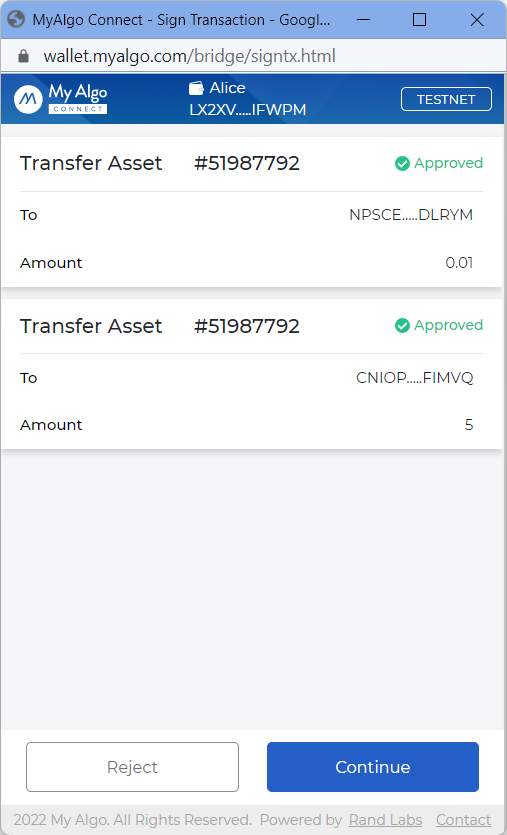 MyAlgo Connect - Sign Transaction - Googl...
wallet.myalgo.com/bridge/signtx.html
My Algo
CONNECT
Alice
LX2XV.....IFWPM
TESTNET
Transfer Asset #51987792 Approved
To NPSCE.....DLRYM
Amount 0.01
Transfer Asset #51987792 Approved
To CNIOP.....FIMVQ
Amount 5
Reject Continue
2022 My Algo. All Rights Reserved. Powered by Rand Labs Contact